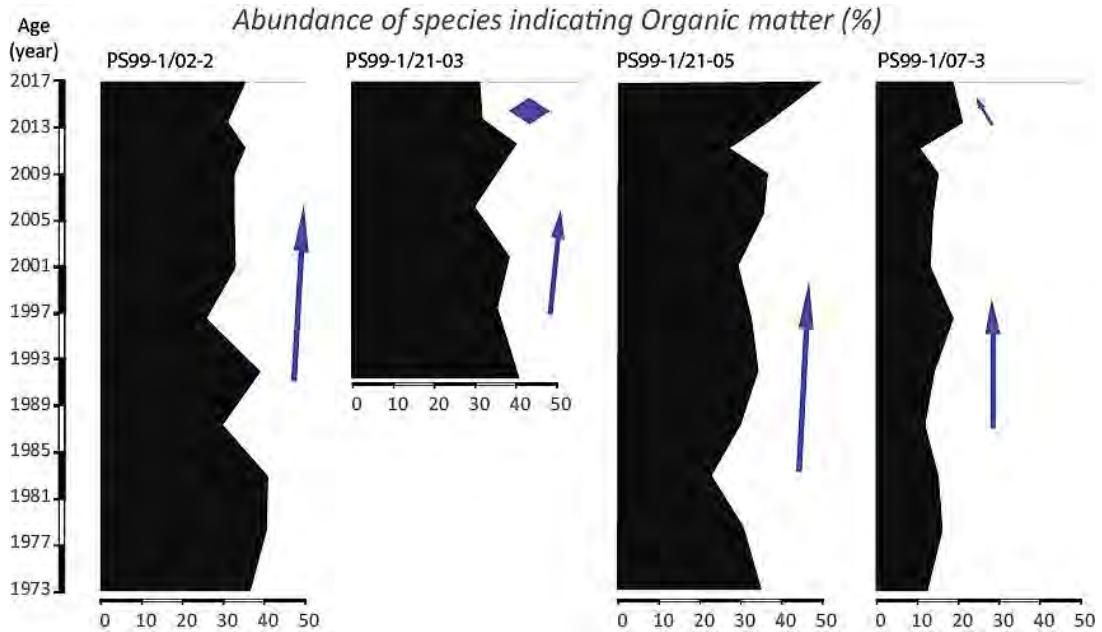 Abundance of species indicating Organic matter (%)
Age
(year)
PS99-1/02-2
PS99-1/21-03
PS99-1/21-05
PS99-1/07-3
2017
2013
2009
2005
2001
1997
1993
1989
1985
1981
1977
1973
0 10 20 30 40 50
0 10 20 30 40 50
0 10 20 30 40 50
0 10 20 30 40 50